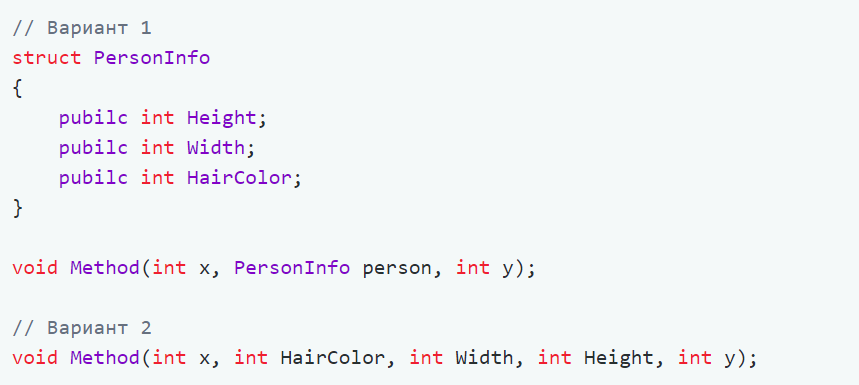 // Вариант 1
struct PersonInfo
{
    pubilc int Height;
    pubilc int Width;
    pubilc int HairColor;
}
void Method(int x, PersonInfo person, int y);
// Вариант 2
void Method(int x, int HairColor, int Width, int Height, int y);